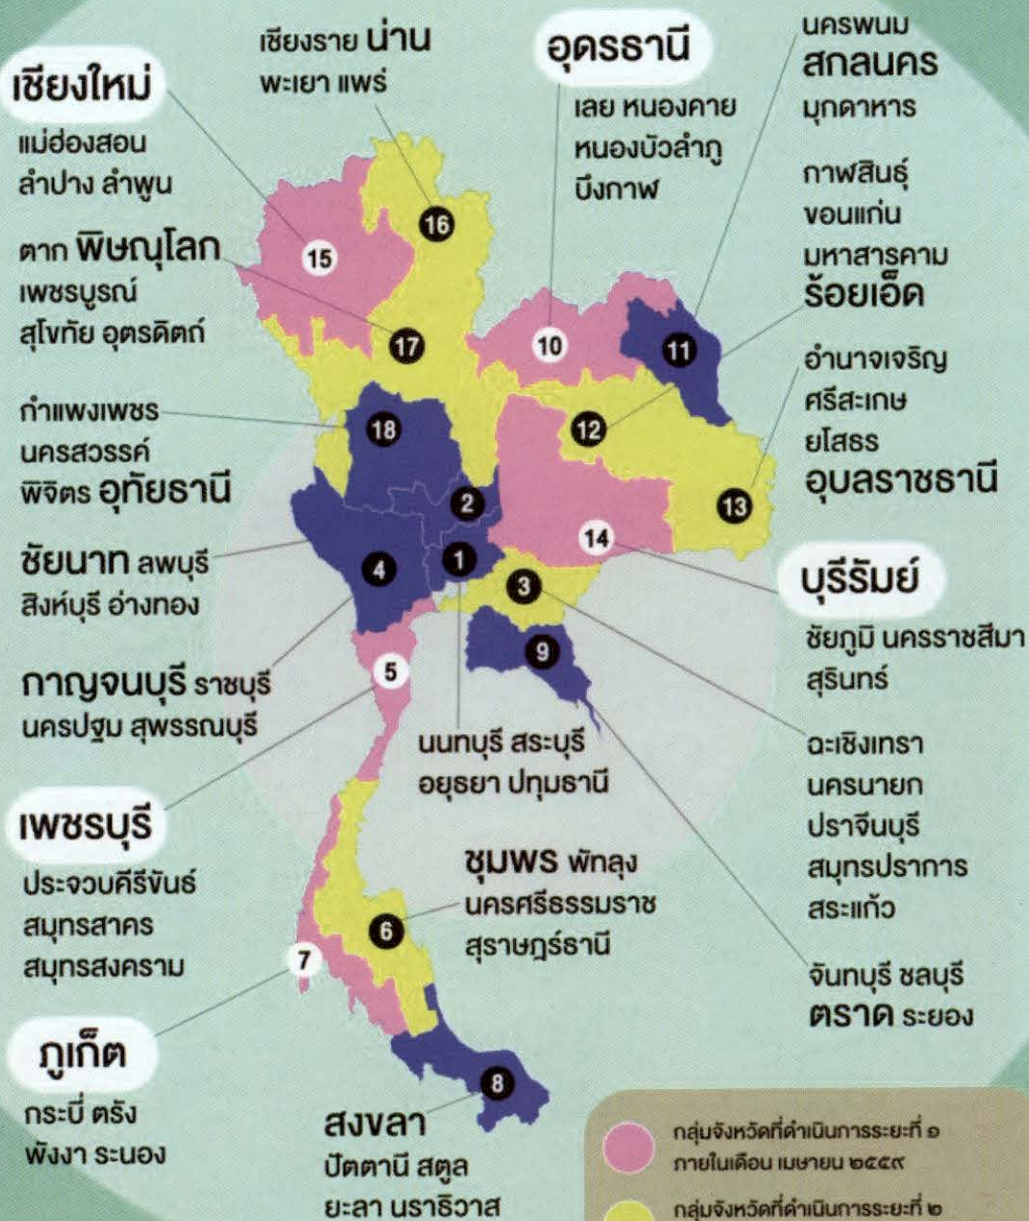 เชียงราย น่าน
พะเยา แพร่
เชียงใหม่
แม่ฮ่องสอน
ลำปาง ลำพูน
ตาก พิษณุโลก
เพชรบูรณ์
สุโขทัย อุตรดิตถ์
กำแพงเพชร
นครสวรรค์
พิจิตร อุทัยธานี
ชัยนาท ลพบุรี
สิงห์บุรี อ่างทอง
กาญจนบุรี ราชบุรี
นครปฐม สุพรรณบุรี
เพชรบุรี
ประจวบคีรีขันธ์
สมุทรสาคร
สมุทรสงคราม
ภูเก็ต
กระบี่ ตรัง
พังงา ระนอง
16
15
17
10
11
18
12
2
13
14
1
4
3
9
5
6
7
8
นนทบุรี สระบุรี
อยุธยา ปทุมธานี
ชุมพร พัทลุง
นครศรีธรรมราช
สุราษฎร์ธานี
สงขลา
ปัตตานี สตูล
ยะลา นราธิวาส
อุดรธานี
เลย หนองคาย
หนองบัวลำภู
บึงกาฬ
นครพนม
สกลนคร
มุกดาหาร
กาฬสินธุ์
ขอนแก่น
มหาสารคาม
ร้อยเอ็ด
อำนาจเจริญ
ศรีสะเกษ
ยโสธร
อุบลราชธานี
บุรีรัมย์
ชัยภูมิ นครราชสีมา
สุรินทร์
ฉะเชิงเทรา
นครนายก
ปราจีนบุรี
สมุทรปราการ
สระแก้ว
จันทบุรี ชลบุรี
ตราด ระยอง
กลุ่มจังหวัดที่ดำเนินการระยะที่ ๑
ภายในเดือน เมษายน ๒๕๕๙
กลุ่มจังหวัดที่ดำเนินการระยะที่ ๒